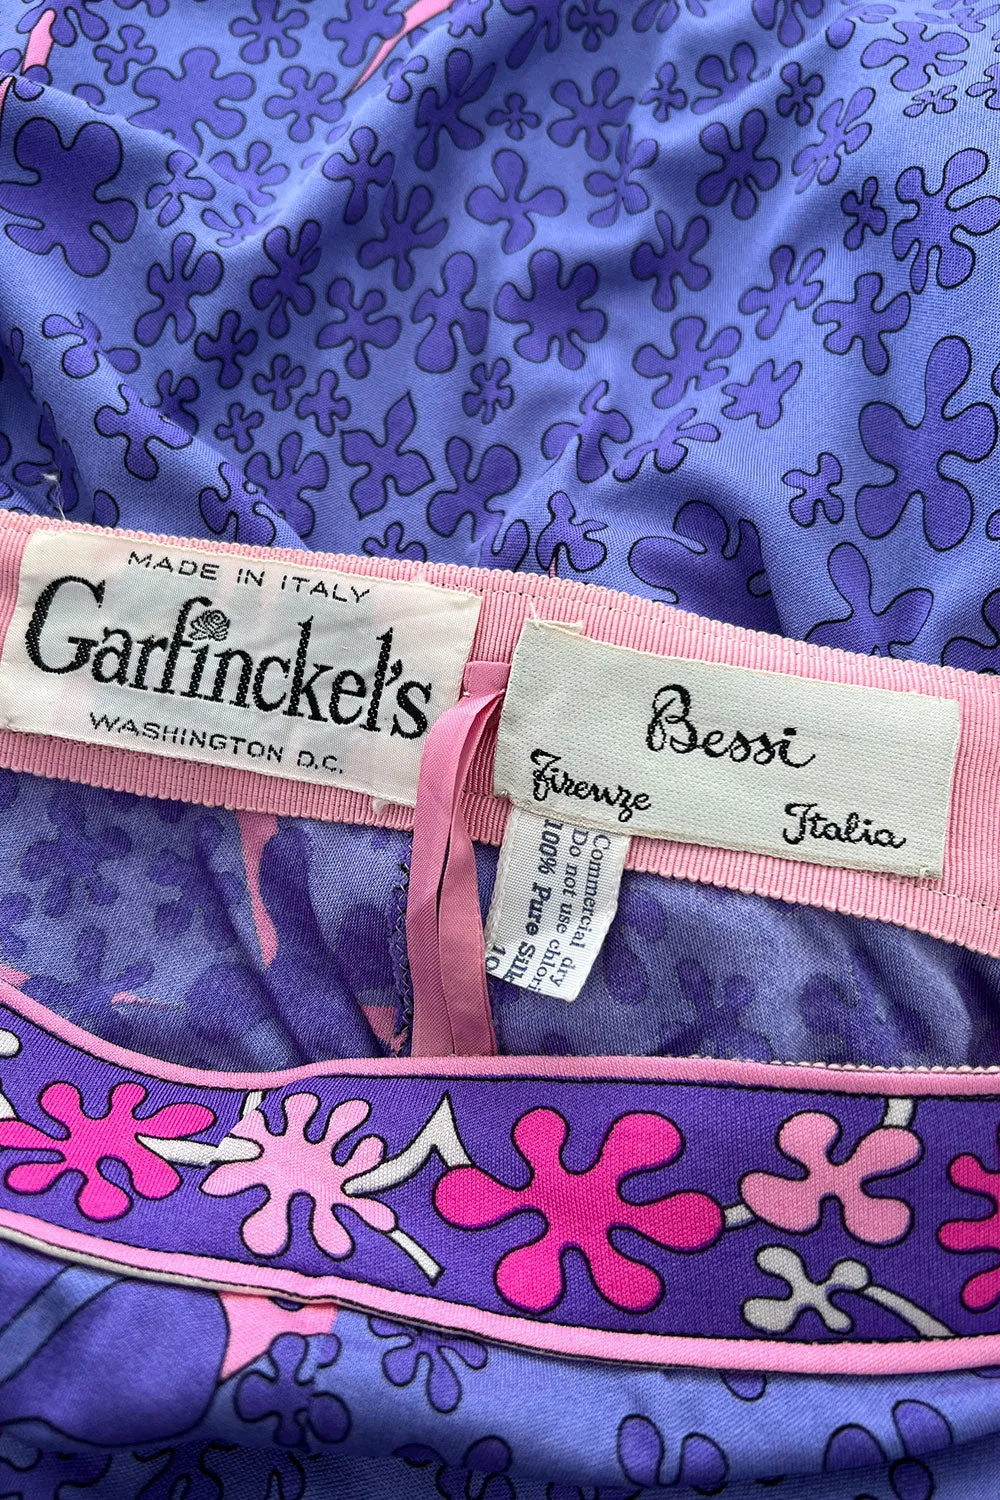 MADE IN ITALY
Garfinckel's
WASHINGTON D.C.
Bessi
Firenze
Italia
Commercial dry
Do not use chlori
100% Pure Silk